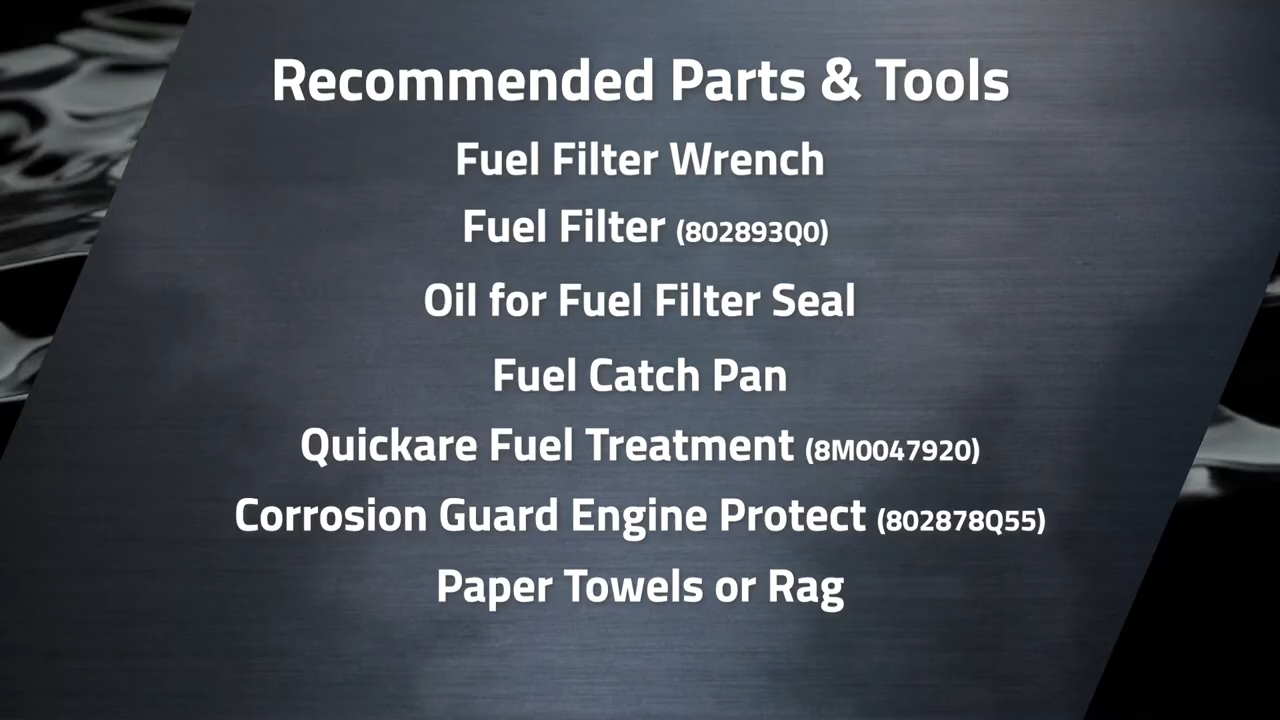 Recommended Parts & Tools
Fuel Filter Wrench
Fuel Filter (802893Q0)
Oil for Fuel Filter Seal
Fuel Catch Pan
Quickare Fuel Treatment (8M0047920)
Corrosion Guard Engine Protect (802878Q55)
Paper Towels or Rag